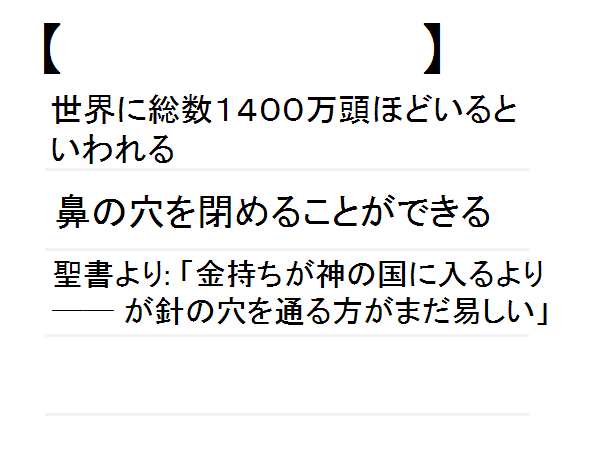 【 】
世界に総数1400万頭ほどいると
いわれる
鼻の穴を閉めることができる
聖書より:「金持ちが神の国に入るより
―― が針の穴を通る方がまだ易しい」